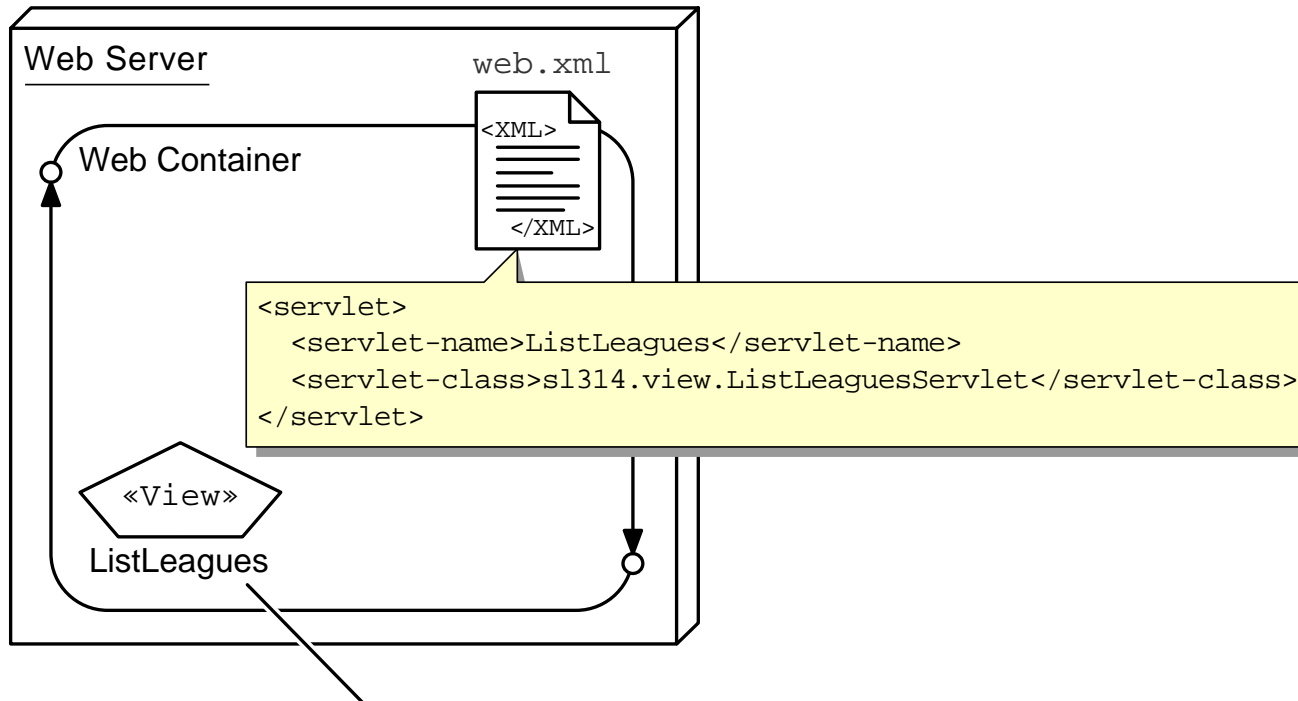 Web Server
web.xml
<XML>
Web Container
</XML>
<servlet>
  <servlet-name>ListLeagues</servlet-name>
  <servlet-class>sl314.view.ListLeaguesServlet</servlet-class>
</servlet>
«View»
ListLeagues